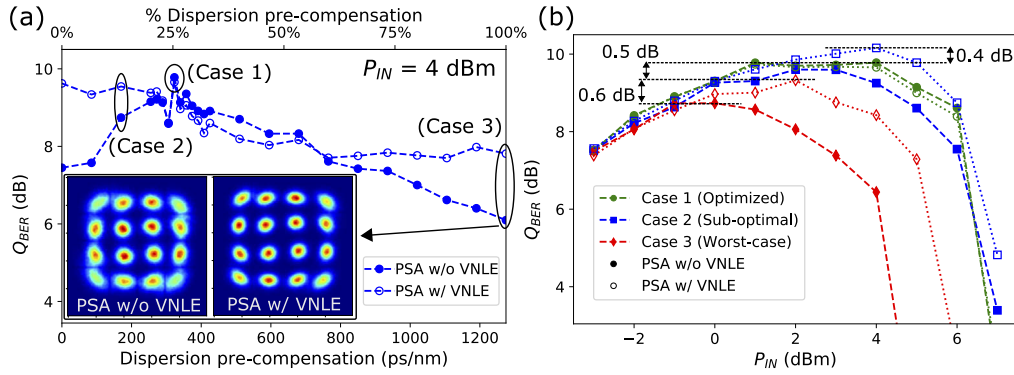 (a)
% Dispersion pre-compensation
0% 25% 50% 75% 100%
10
8
6
4
Q_BER (dB)
(Case 1)
P_IN = 4 dBm
(Case 2)
(Case 3)
PSA w/o VNLE
PSA w/ VNLE
PSA w/o VNLE
PSA w/ VNLE
0 200 400 600 800 1000 1200
Dispersion pre-compensation (ps/nm)
(b)
10
8
6
4
Q_BER (dB)
0.5 dB
0.4 dB
0.6 dB
Case 1 (Optimized)
Case 2 (Sub-optimal)
Case 3 (Worst-case)
PSA w/o VNLE
PSA w/ VNLE
−2 0 2 4 6
P_IN (dBm)